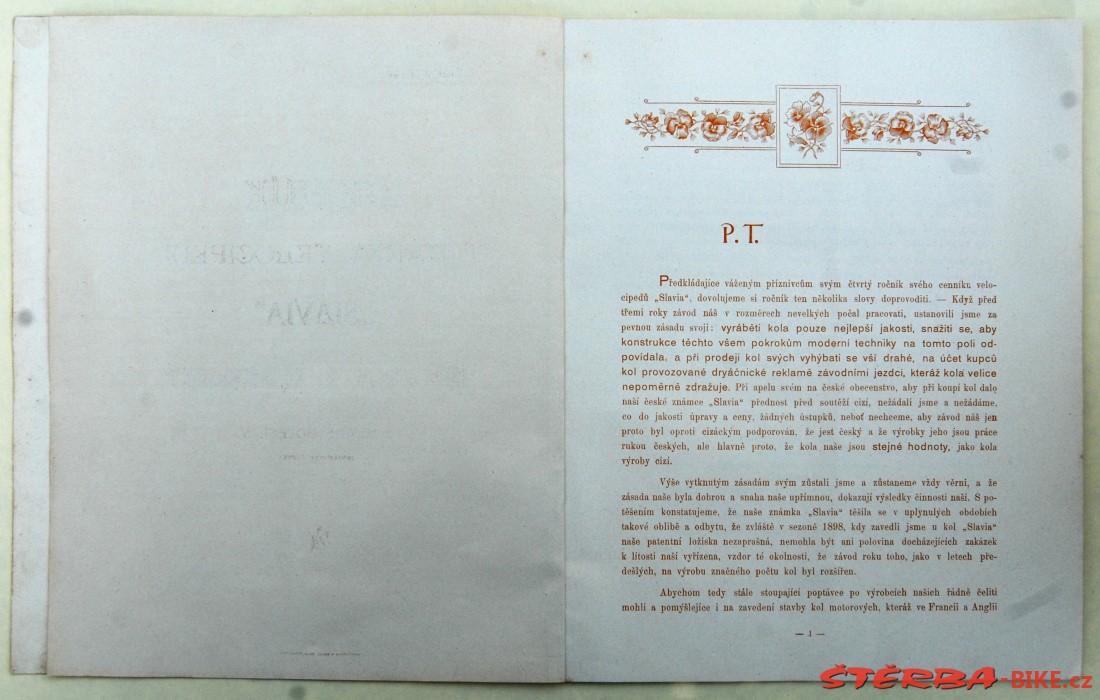 P. T.
Předkládajíce váženým příznivcům svým čtvrtý ročník svého cenníku velo-
cipedů „Slavia“, dovolujeme si ročník ten několika slovy doprovoditi. — Když před
třemi roky závod náš v rozměrech nevelkých počal pracovati, ustanovili jsme za
pevnou zásadu svoji: vyráběti kola pouze nejlepší jakosti, snažiti se, aby
konstrukce těchto všem pokrokům moderní techniky na tomto poli od-
povídala, a při prodeji kol svých vyhýbati se vší drahé, na účet kupců
kol provozované dryáčnické reklamě závodními jezdci, kteráž kola velice
nepoměrně zdražuje. Při apelu svém na české obecenstvo, aby při koupi kol dalo
naší české známce „Slavia“ přednost před soutěží cizí, nežádali jsme a nežádáme,
co do jakosti úpravy a ceny, žádných ústupků, neboť nechceme, aby závod náš jen
proto byl oproti cizáckým podporován, že jest český a že výrobky jeho jsou práce
rukou českých, ale hlavně proto, že kola naše jsou stejné hodnoty, jako kola
výroby cizí.
Výše vytknutým zásadám svým zůstali jsme a zůstaneme vždy věrni, a že
zásada naše byla dobrou a snaha naše upřímnou, dokazují výsledky činnosti naší. S po-
těšením konstatujeme, že naše známka „Slavia“ těšila se v uplynulých obdobích
takové oblibě a odbytu, že zvláště v sezoně 1898, kdy zavedli jsme u kol „Slavia“
naše patentní ložiska nezaprašná, nemohla být ani polovina docházejících zakázek
k lítosti naší vyřízena, vzdor té okolnosti, že závod roku toho, jako v letech pře-
dešlých, na výrobu značného počtu kol byl rozšířen.
Abychom tedy stále stoupající poptávce po výrobcích našich řádně čeliti
mohli a pomýšlejíce i na zavedení stavby kol motorových, kteráž ve Francii a Anglii
— 1 —
ŠTĚRBA-BIKE.cz